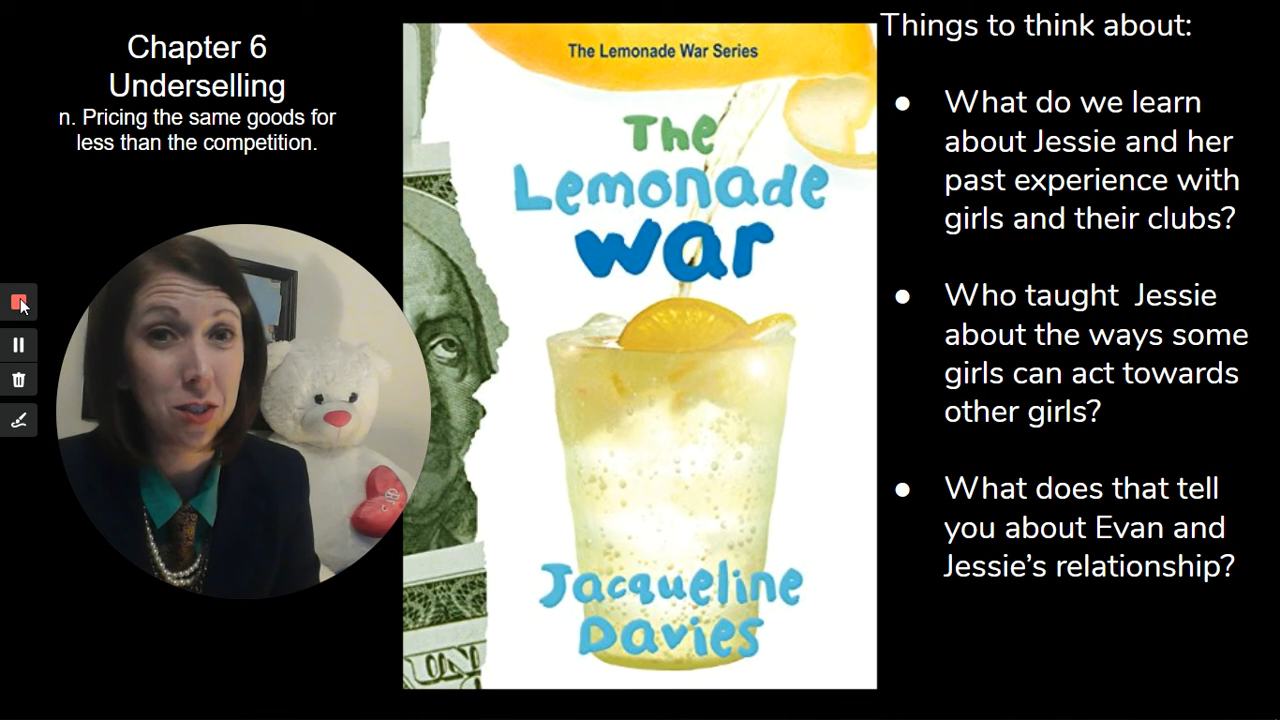 Chapter 6
Underselling
n. Pricing the same goods for
less than the competition.
The Lemonade War Series
The
Lemonade
war
Jacqueline
Davies
Things to think about:
● What do we learn
about Jessie and her
past experience with
girls and their clubs?
● Who taught  Jessie
about the ways some
girls can act towards
other girls?
● What does that tell
you about Evan and
Jessie's relationship?